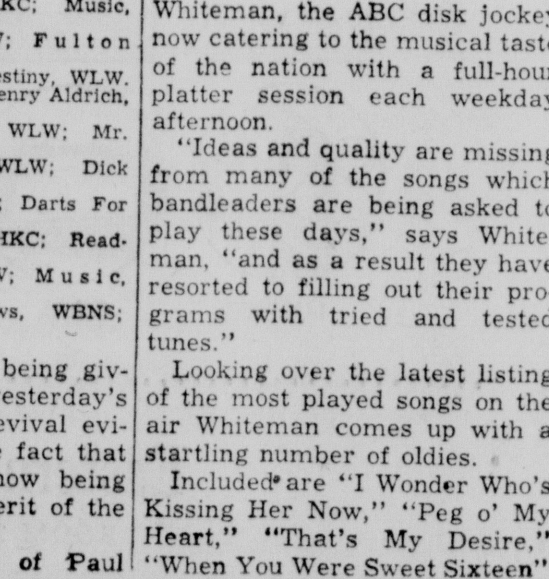 KC; Music,
; Fulton
estiny, WLW.
enry Aldrich,
WLW; Mr.
WLW; Dick
; Darts For
HKC; Read-
; Music,
ws, WBNS;
being giv-
yesterday's
evival evi-
fact that
now being
erit of the
of Paul
Whiteman, the ABC disk jockey
now catering to the musical taste
of the nation with a full-hour
platter session each weekday
afternoon.
"Ideas and quality are missing
from many of the songs which
bandleaders are being asked to
play these days," says White-
man, "and as a result they have
resorted to filling out their pro-
grams with tried and tested
tunes."
Looking over the latest listing
of the most played songs on the
air Whiteman comes up with a
startling number of oldies.
Included are "I Wonder Who's
Kissing Her Now," "Peg o' My
Heart," "That's My Desire,"
"When You Were Sweet Sixteen"